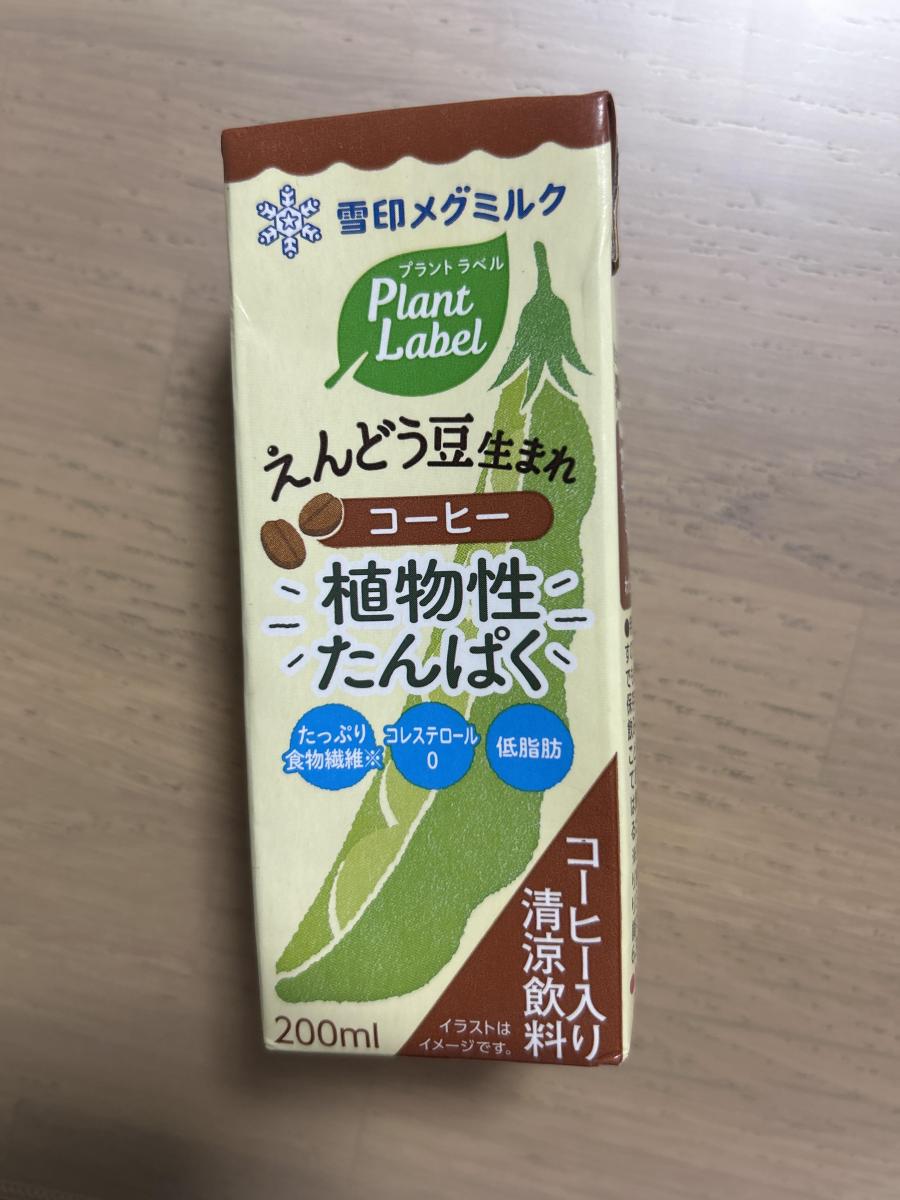 雪印メグミルク
プラントラベル
Plant
Label
えんどう豆生まれ
コーヒー
植物性
たんぱく
たっぷり
食物繊維※
コレステロール
0
低脂肪
コーヒー入り
清涼飲料
イラストは
イメージです。
200ml